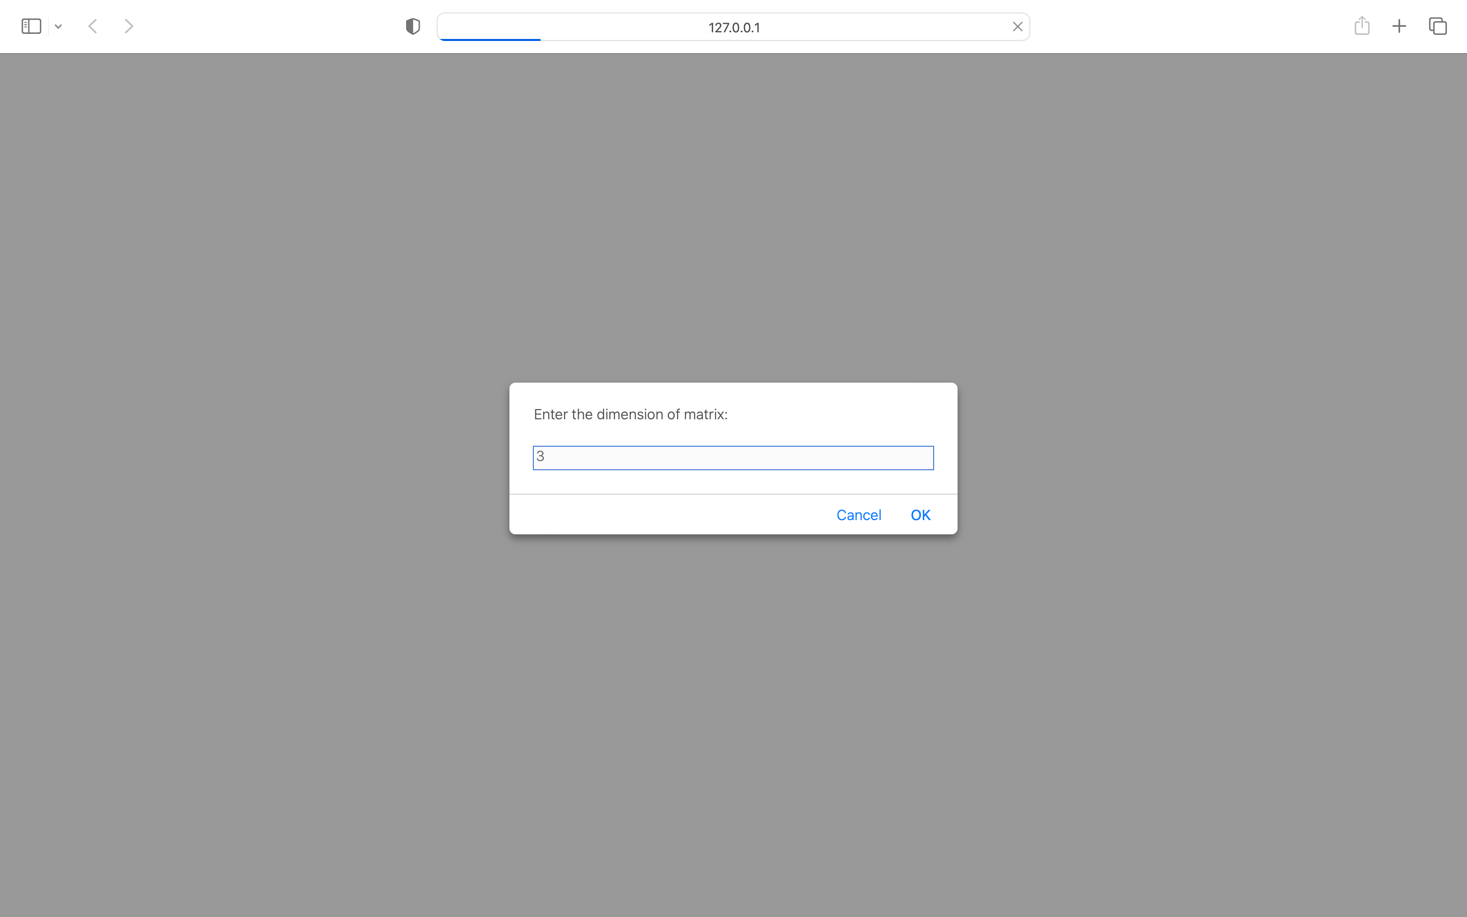 127.0.0.1
Enter the dimension of matrix:
3
Cancel OK